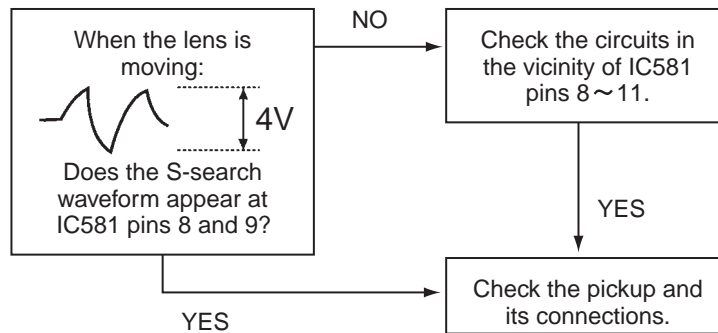 When the lens is
moving:
4V
Does the S-search
waveform appear at
IC581 pins 8 and 9?
NO
Check the circuits in
the vicinity of IC581
pins 8～11.
YES
Check the pickup and
its connections.
YES